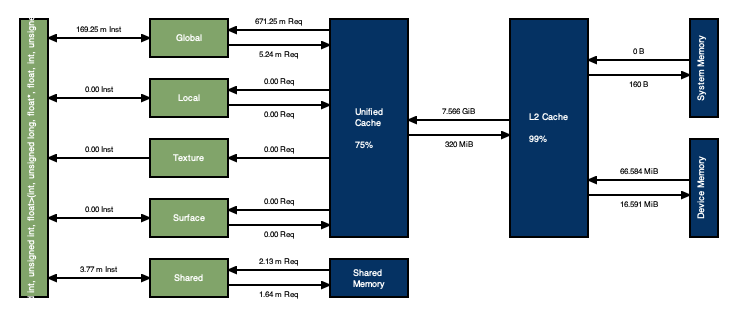 int, unsigned int, float>(int, unsigned long, float*, float, int, unsigne
169.25 m Inst
Global
671.25 m Req
5.24 m Req
0.00 Inst
Local
0.00 Req
0.00 Req
0.00 Inst
Texture
0.00 Req
0.00 Inst
Surface
0.00 Req
0.00 Req
3.77 m Inst
Shared
2.13 m Req
1.64 m Req
Unified
Cache
75%
Shared
Memory
7.566 GiB
320 MiB
L2 Cache
99%
0 B
160 B
System Memory
66.584 MiB
16.591 MiB
Device Memory